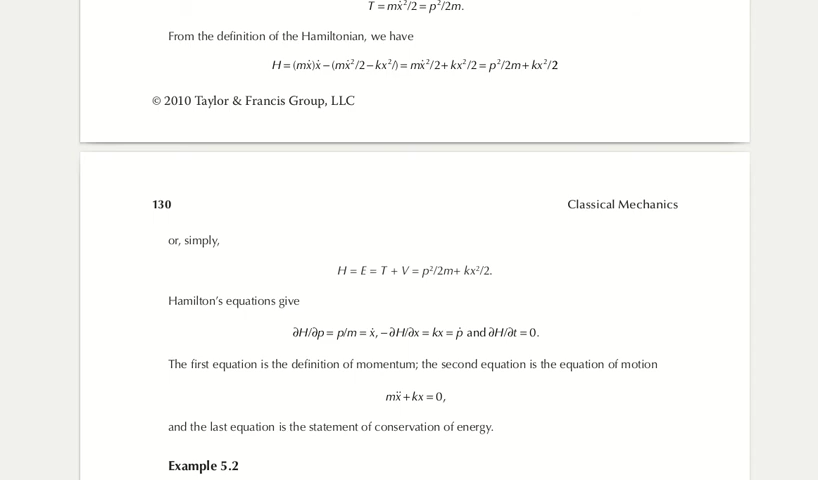 T = mẋ²/2 = p²/2m.
From the definition of the Hamiltonian, we have
H = (mẋ)ẋ − (mẋ²/2 − kx²/) = mẋ²/2 + kx²/2 = p²/2m + kx²/2
© 2010 Taylor & Francis Group, LLC
130 Classical Mechanics
or, simply,
H = E = T + V = p²/2m+ kx²/2.
Hamilton's equations give
∂H/∂p = p/m = ẋ, −∂H/∂x = kx = ṗ and ∂H/∂t = 0.
The first equation is the definition of momentum; the second equation is the equation of motion
mẍ + kx = 0,
and the last equation is the statement of conservation of energy.
Example 5.2